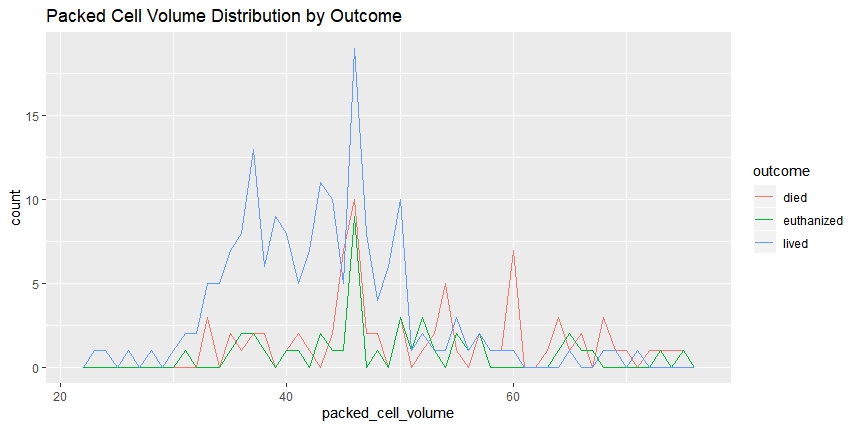 Packed Cell Volume Distribution by Outcome
15
10
5
0
count
20 40 60
packed_cell_volume
outcome
died
euthanized
lived